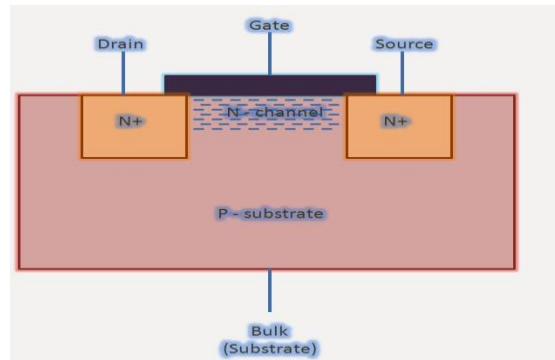 Gate
Drain
Source
N+
N - channel
N+
P - substrate
Bulk
(Substrate)